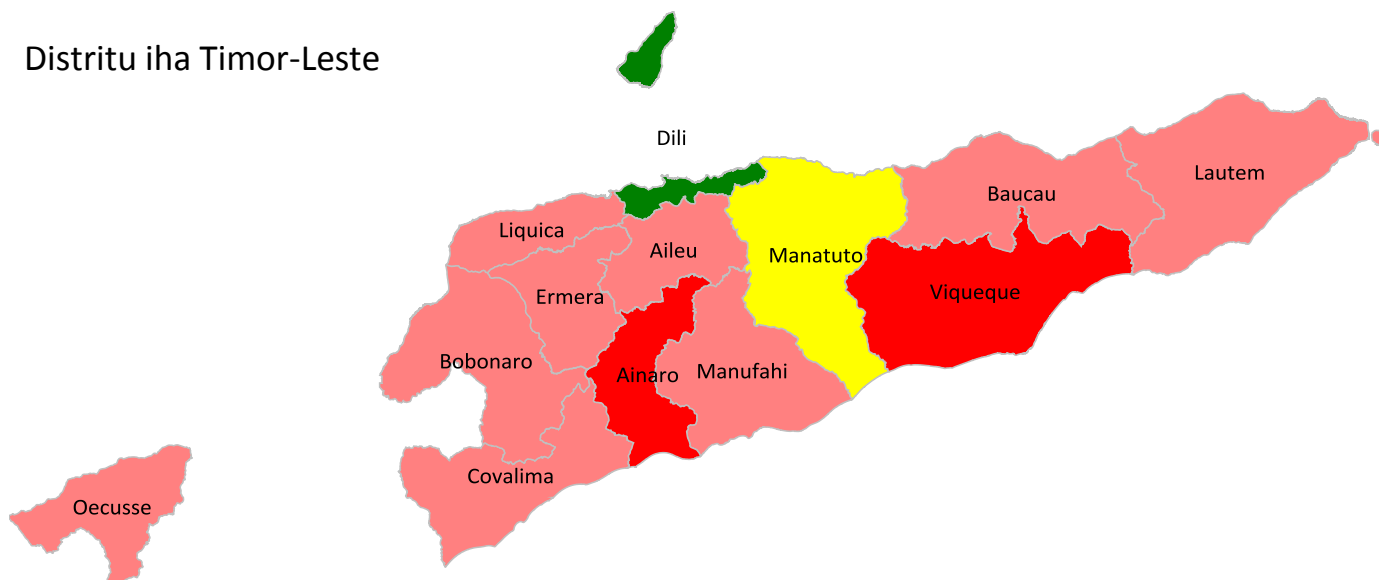 Distritu iha Timor-Leste
Dili
Lautem
Baucau
Liquica
Aileu
Manatuto
Viqueque
Ermera
Bobonaro
Ainaro
Manufahi
Covalima
Oecusse